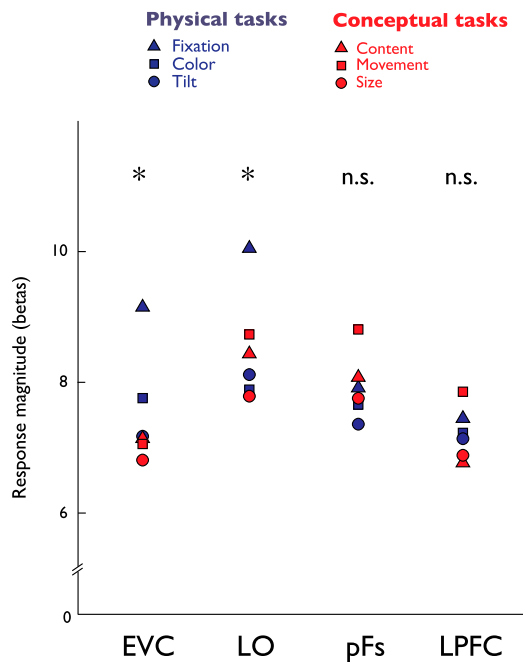 Physical tasks
Conceptual tasks
Fixation
Color
Tilt
Content
Movement
Size
* * n.s. n.s.
Response magnitude (betas)
10
8
6
0
EVC LO pFs LPFC